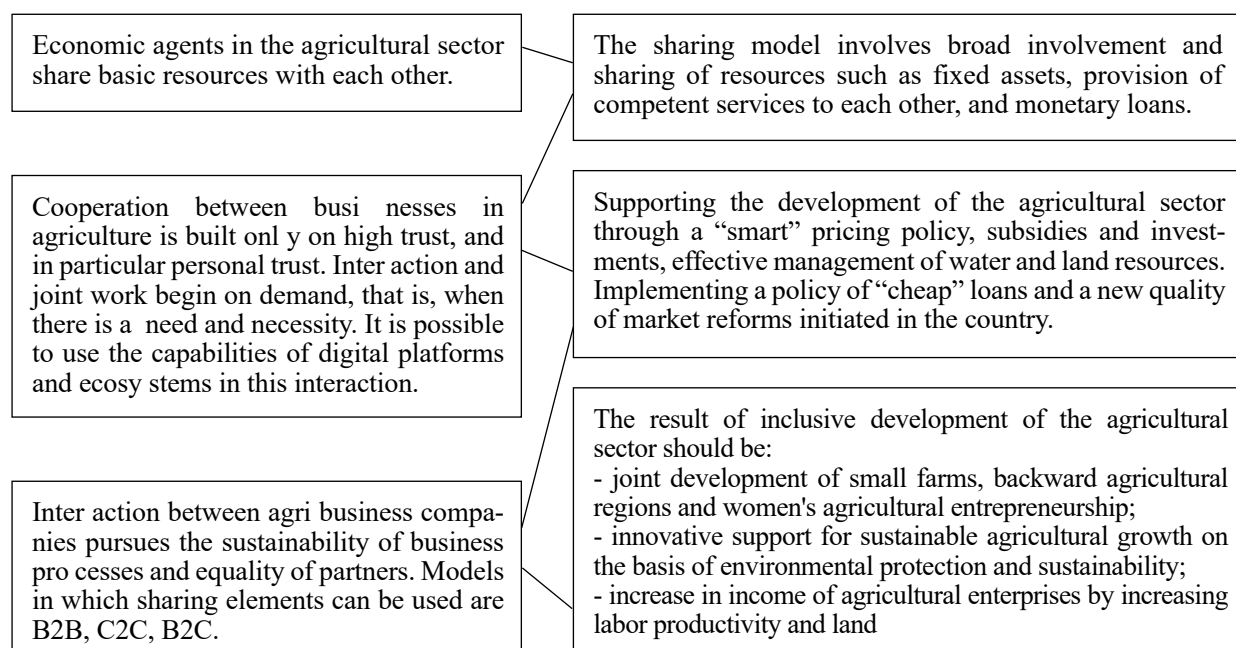 Economic agents in the agricultural sector
share basic resources with each other.
The sharing model involves broad involvement and
sharing of resources such as fixed assets, provision of
competent services to each other, and monetary loans.
Cooperation between busi nesses in
agriculture is built onl y on high trust, and
in particular personal trust. Inter action and
joint work begin on demand, that is, when
there is a need and necessity. It is possible
to use the capabilities of digital platforms
and ecosy stems in this interaction.
Supporting the development of the agricultural sector
through a “smart” pricing policy, subsidies and invest-
ments, effective management of water and land resources.
Implementing a policy of “cheap” loans and a new quality
of market reforms initiated in the country.
Inter action between agri business compa-
nies pursues the sustainability of business
pro cesses and equality of partners. Models
in which sharing elements can be used are
B2B, C2C, B2C.
The result of inclusive development of the agricultural
sector should be:
- joint development of small farms, backward agricultural
regions and women's agricultural entrepreneurship;
- innovative support for sustainable agricultural growth on
the basis of environmental protection and sustainability;
- increase in income of agricultural enterprises by increasing
labor productivity and land